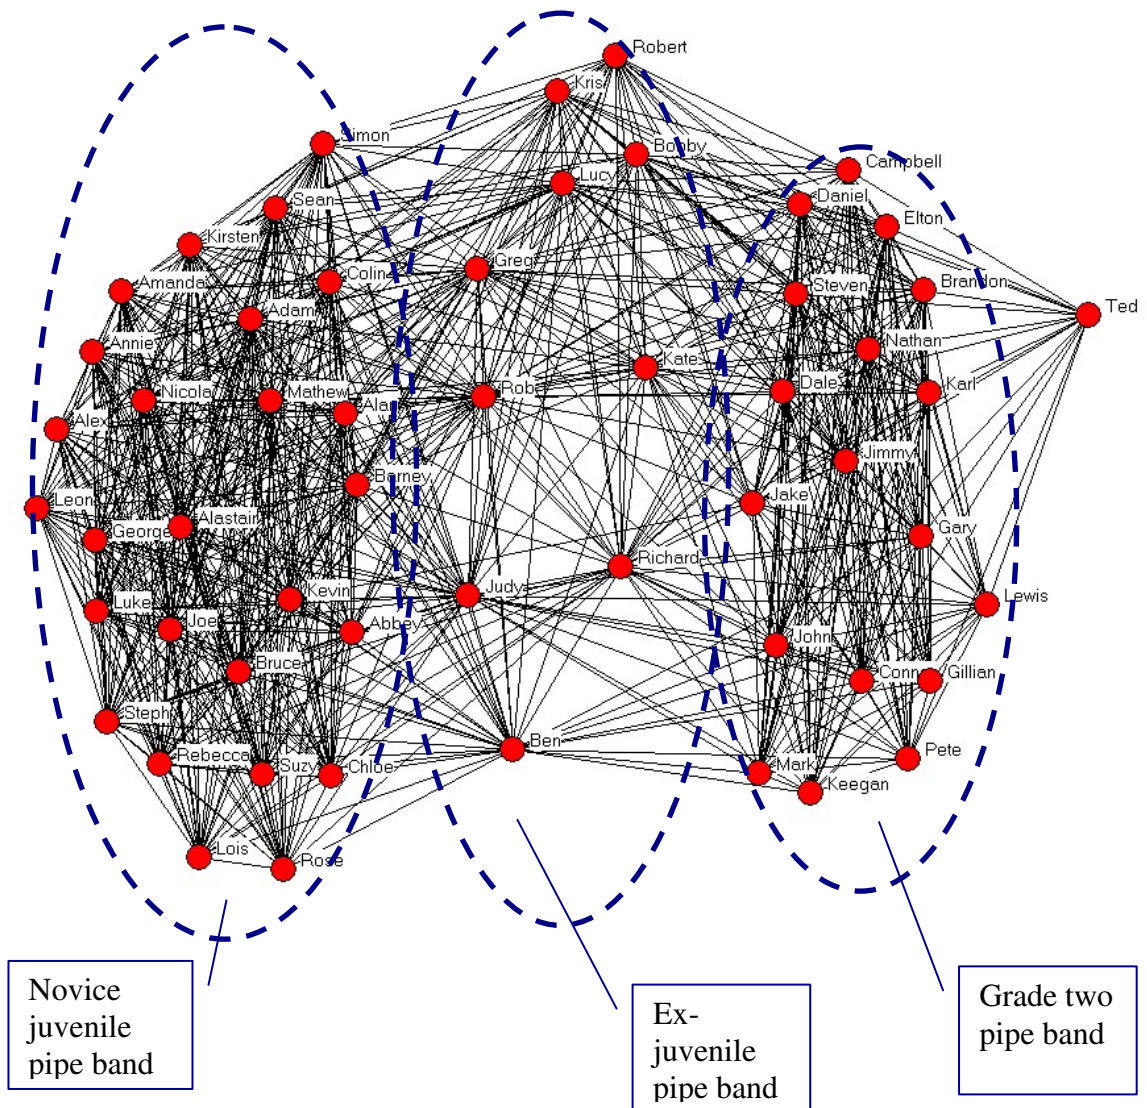 Robert
Kris
Simon
Bobby
Campbell
Lucy
Sean
Daniel
Elton
Kirsten
Greg
Colin
Amanda
Steven
Brandon
Ted
Adam
Nathan
Annie
Kate
Nicola
Mathew
Rob
Dale
Karl
Alan
Alex
Jimmy
Barney
Leon
Jake
Alastair
George
Gary
Richard
Kevin
Judy
Lewis
Luke
Joe
Abbey
John
Bruce
Gillian
Steph
Ben
Pete
Rebecca
Suzy
Chloe
Mark
Keegan
Lois
Rose
Novice
juvenile
pipe band
Ex-
juvenile
pipe band
Grade two
pipe band